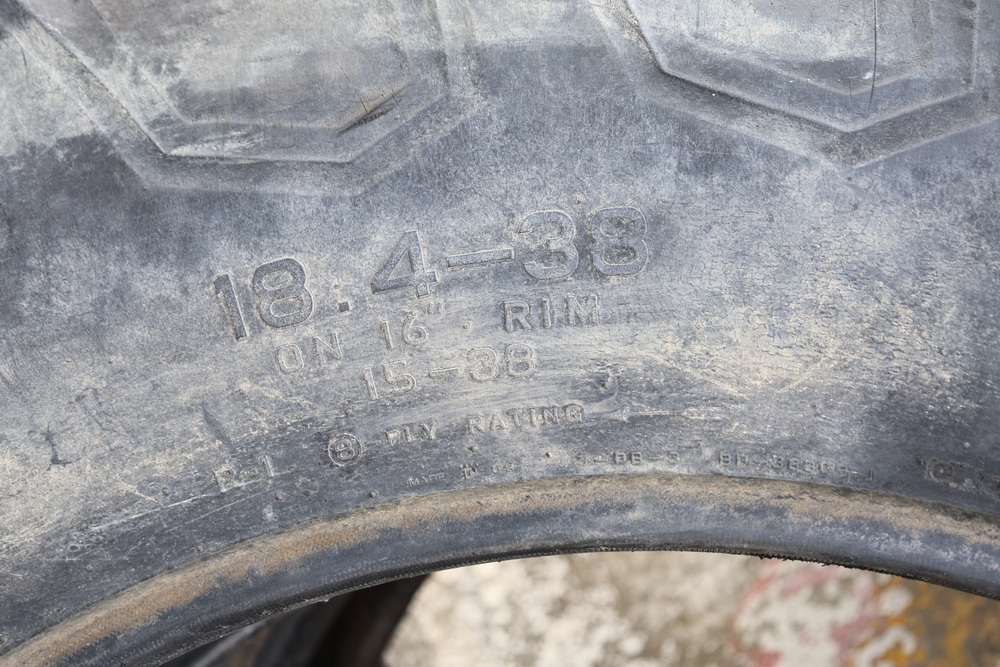 18.4-38
ON 16" RIM
15-38
8 PLY RATING
R-1